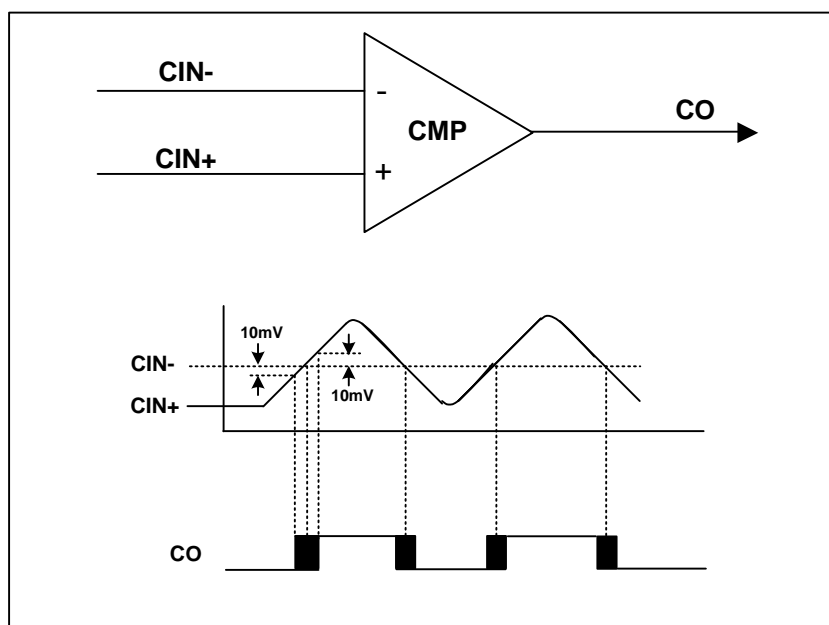 CIN-
-
CMP
CO
CIN+
+
10mV
CIN-
10mV
CIN+
CO